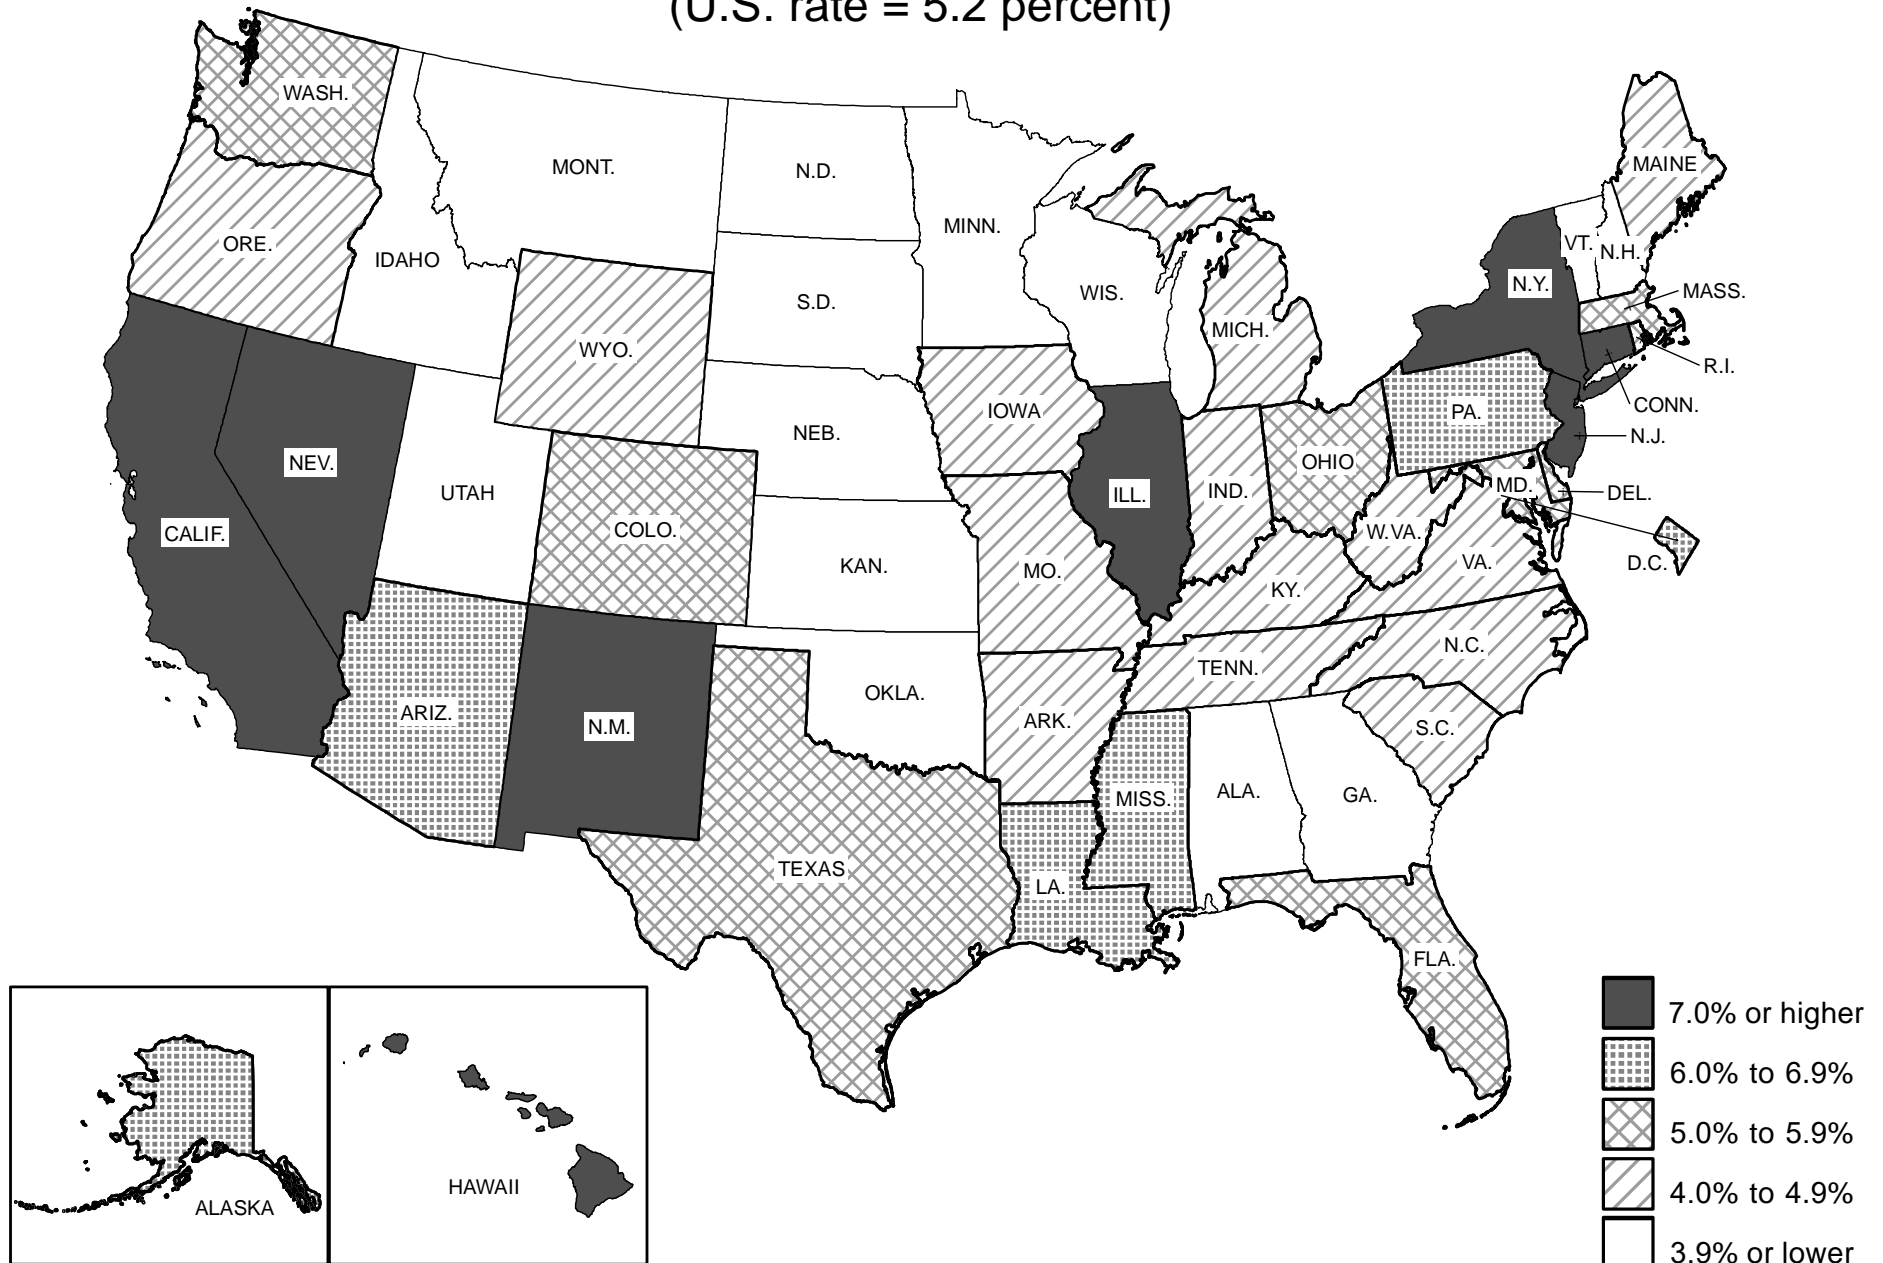 (U.S. rate = 5.2 percent)
WASH.
MONT.
N.D.
MINN.
MAINE
ORE.
IDAHO
S.D.
WIS.
MICH.
VT.
N.H.
N.Y.
MASS.
WYO.
IOWA
NEB.
PA.
R.I.
CONN.
N.J.
NEV.
UTAH
COLO.
KAN.
MO.
ILL.
IND.
OHIO
W.VA.
MD.
DEL.
D.C.
VA.
CALIF.
KY.
ARIZ.
N.M.
OKLA.
ARK.
TENN.
N.C.
S.C.
TEXAS
LA.
MISS.
ALA.
GA.
FLA.
ALASKA
HAWAII
7.0% or higher
6.0% to 6.9%
5.0% to 5.9%
4.0% to 4.9%
3.9% or lower